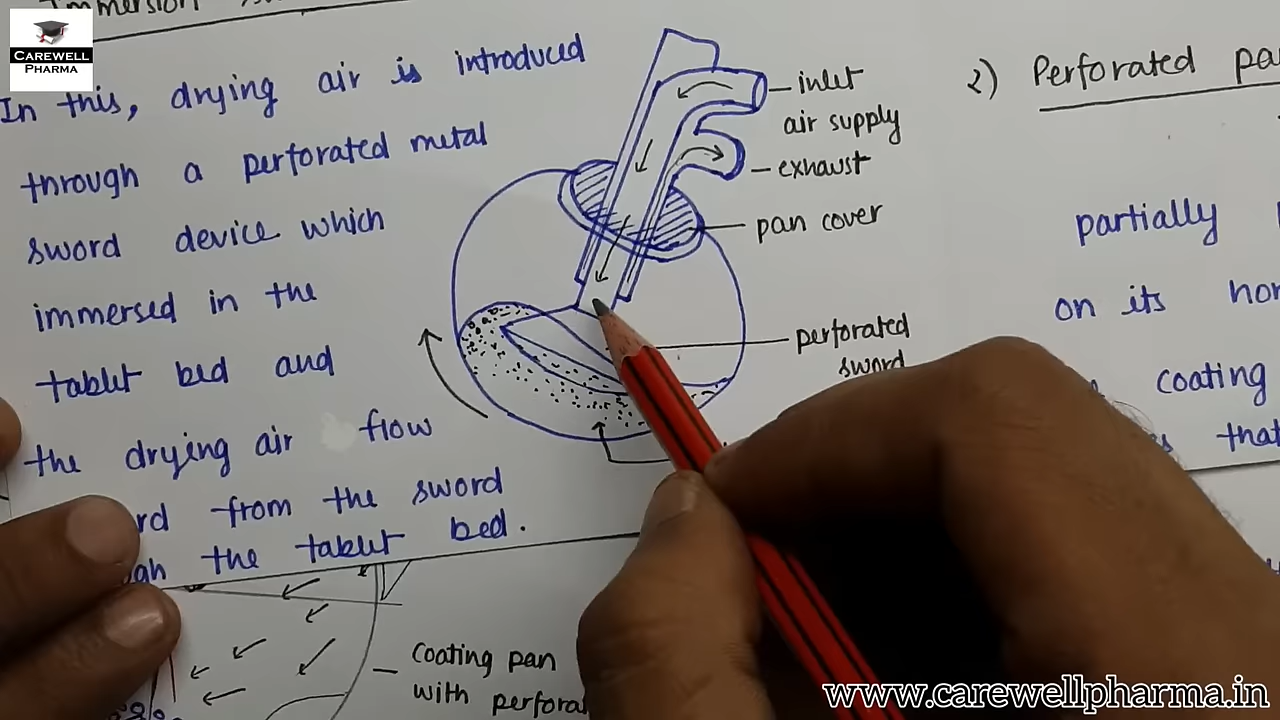 CAREWELL
PHARMA
Immersion
In this, drying air is introduced
through a perforated metal
sword device which
immersed in the
tablet bed and
the drying air flow
from the sword
the tablet bed.
inlet
air supply
exhaust
pan cover
perforated
sword
2) Perforated
partially
on its
coating
Coating pan
with
www.carewellpharma.in